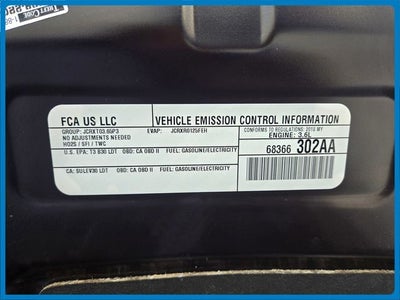 FCA US LLC
VEHICLE EMISSION CONTROL INFORMATION
GROUP: JCRXT03.65P3 EVAP: JCRXR0125FEH
CONFORMS TO REGULATIONS: 2018 MY
NO ADJUSTMENTS NEEDED
ENGINE: 3.6L
HO2S / SFI / TWC
68366 302AA
U.S. EPA: T3 B30 LDT OBD: CA OBD II FUEL: GASOLINE/ELECTRICITY
CA: SULEV30 LDT OBD: CA OBD II FUEL: GASOLINE/ELECTRICITY